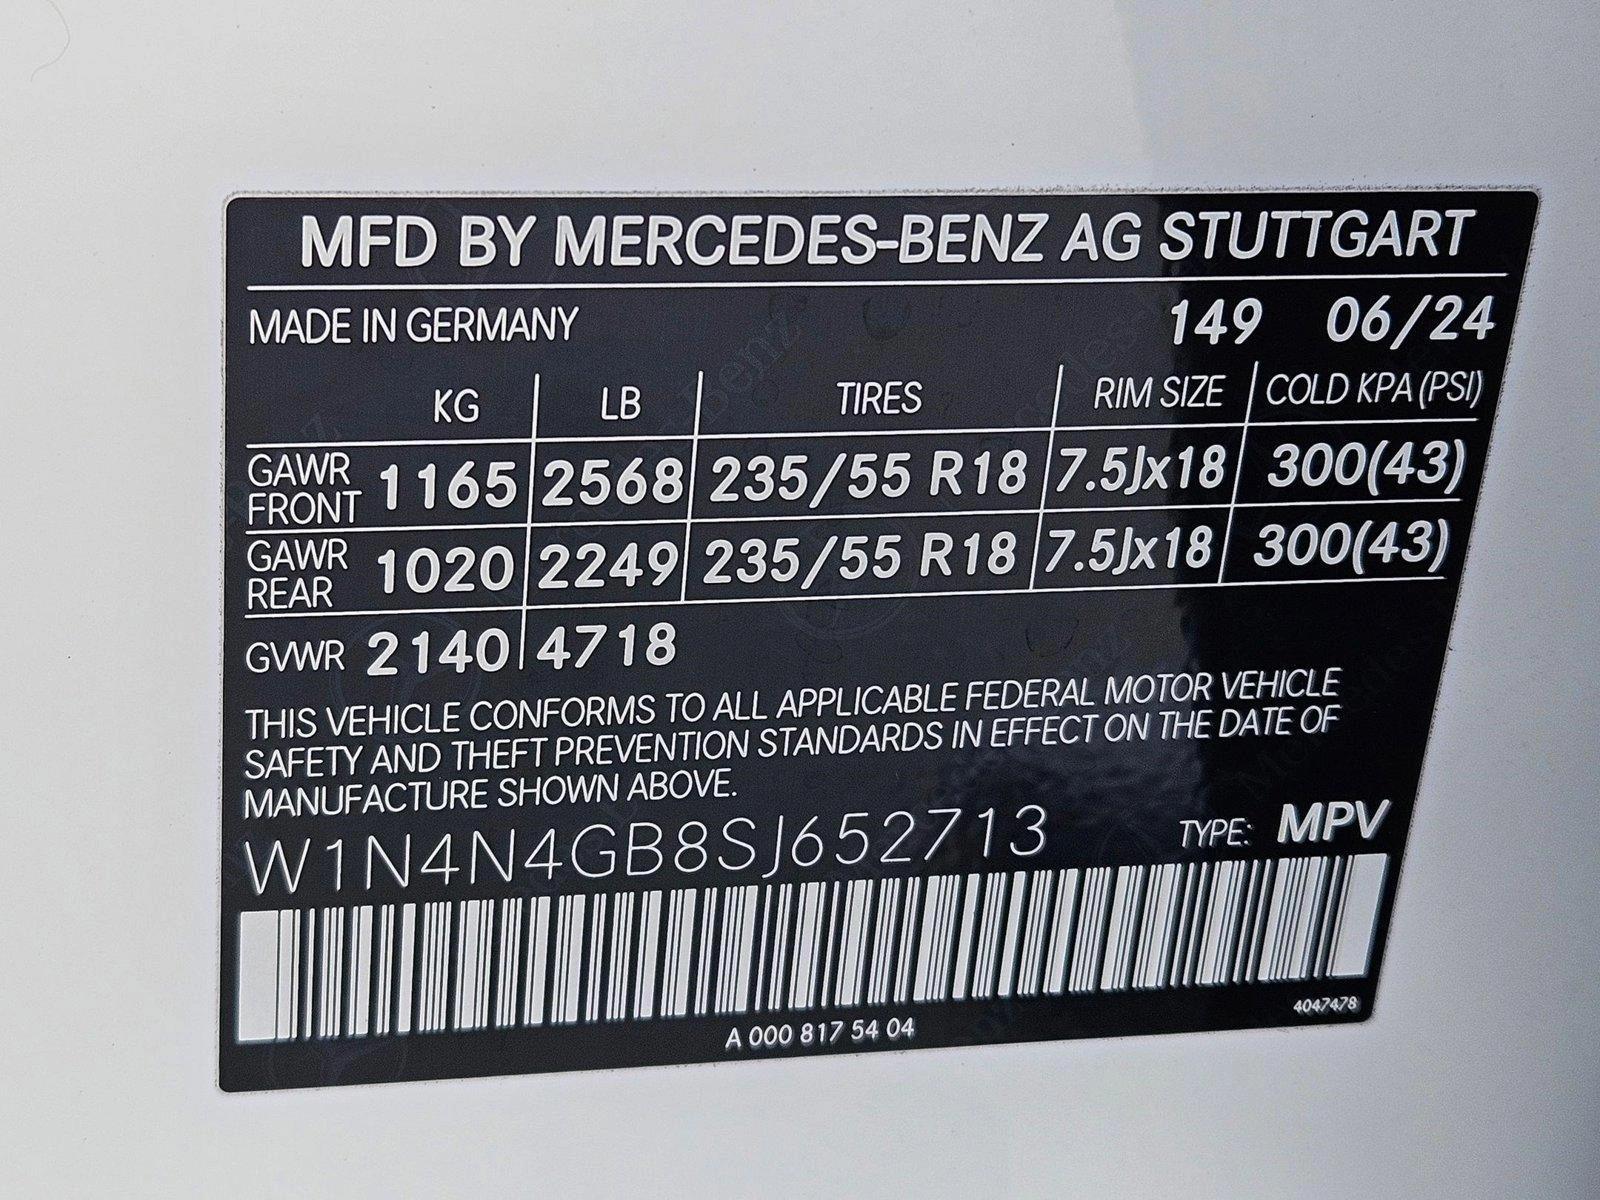 MFD BY MERCEDES-BENZ AG STUTTGART
MADE IN GERMANY 149 06/24
KG LB TIRES RIM SIZE COLD KPA (PSI)
GAWR FRONT 1165 2568 235/55 R18 7.5Jx18 300(43)
GAWR REAR 1020 2249 235/55 R18 7.5Jx18 300(43)
GVWR 2140 4718
THIS VEHICLE CONFORMS TO ALL APPLICABLE FEDERAL MOTOR VEHICLE
SAFETY AND THEFT PREVENTION STANDARDS IN EFFECT ON THE DATE OF
MANUFACTURE SHOWN ABOVE.
W1N4N4GB8SJ652713 TYPE: MPV
A 000 817 54 04
4047478